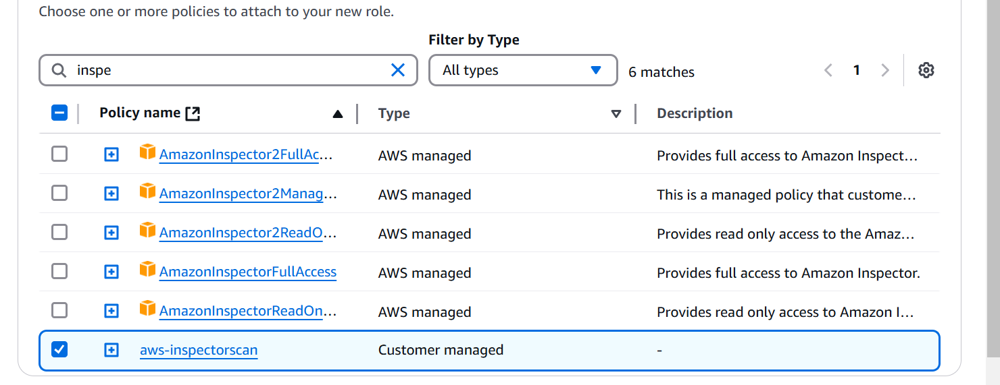 Choose one or more policies to attach to your new role.
Filter by Type
inspe All types 6 matches 1
Policy name Type Description
AmazonInspector2FullAc... AWS managed Provides full access to Amazon Inspect...
AmazonInspector2Manag... AWS managed This is a managed policy that custome...
AmazonInspector2ReadO... AWS managed Provides read only access to the Amaz...
AmazonInspectorFullAccess AWS managed Provides full access to Amazon Inspector.
AmazonInspectorReadOn... AWS managed Provides read only access to Amazon I...
aws-inspectorscan Customer managed -